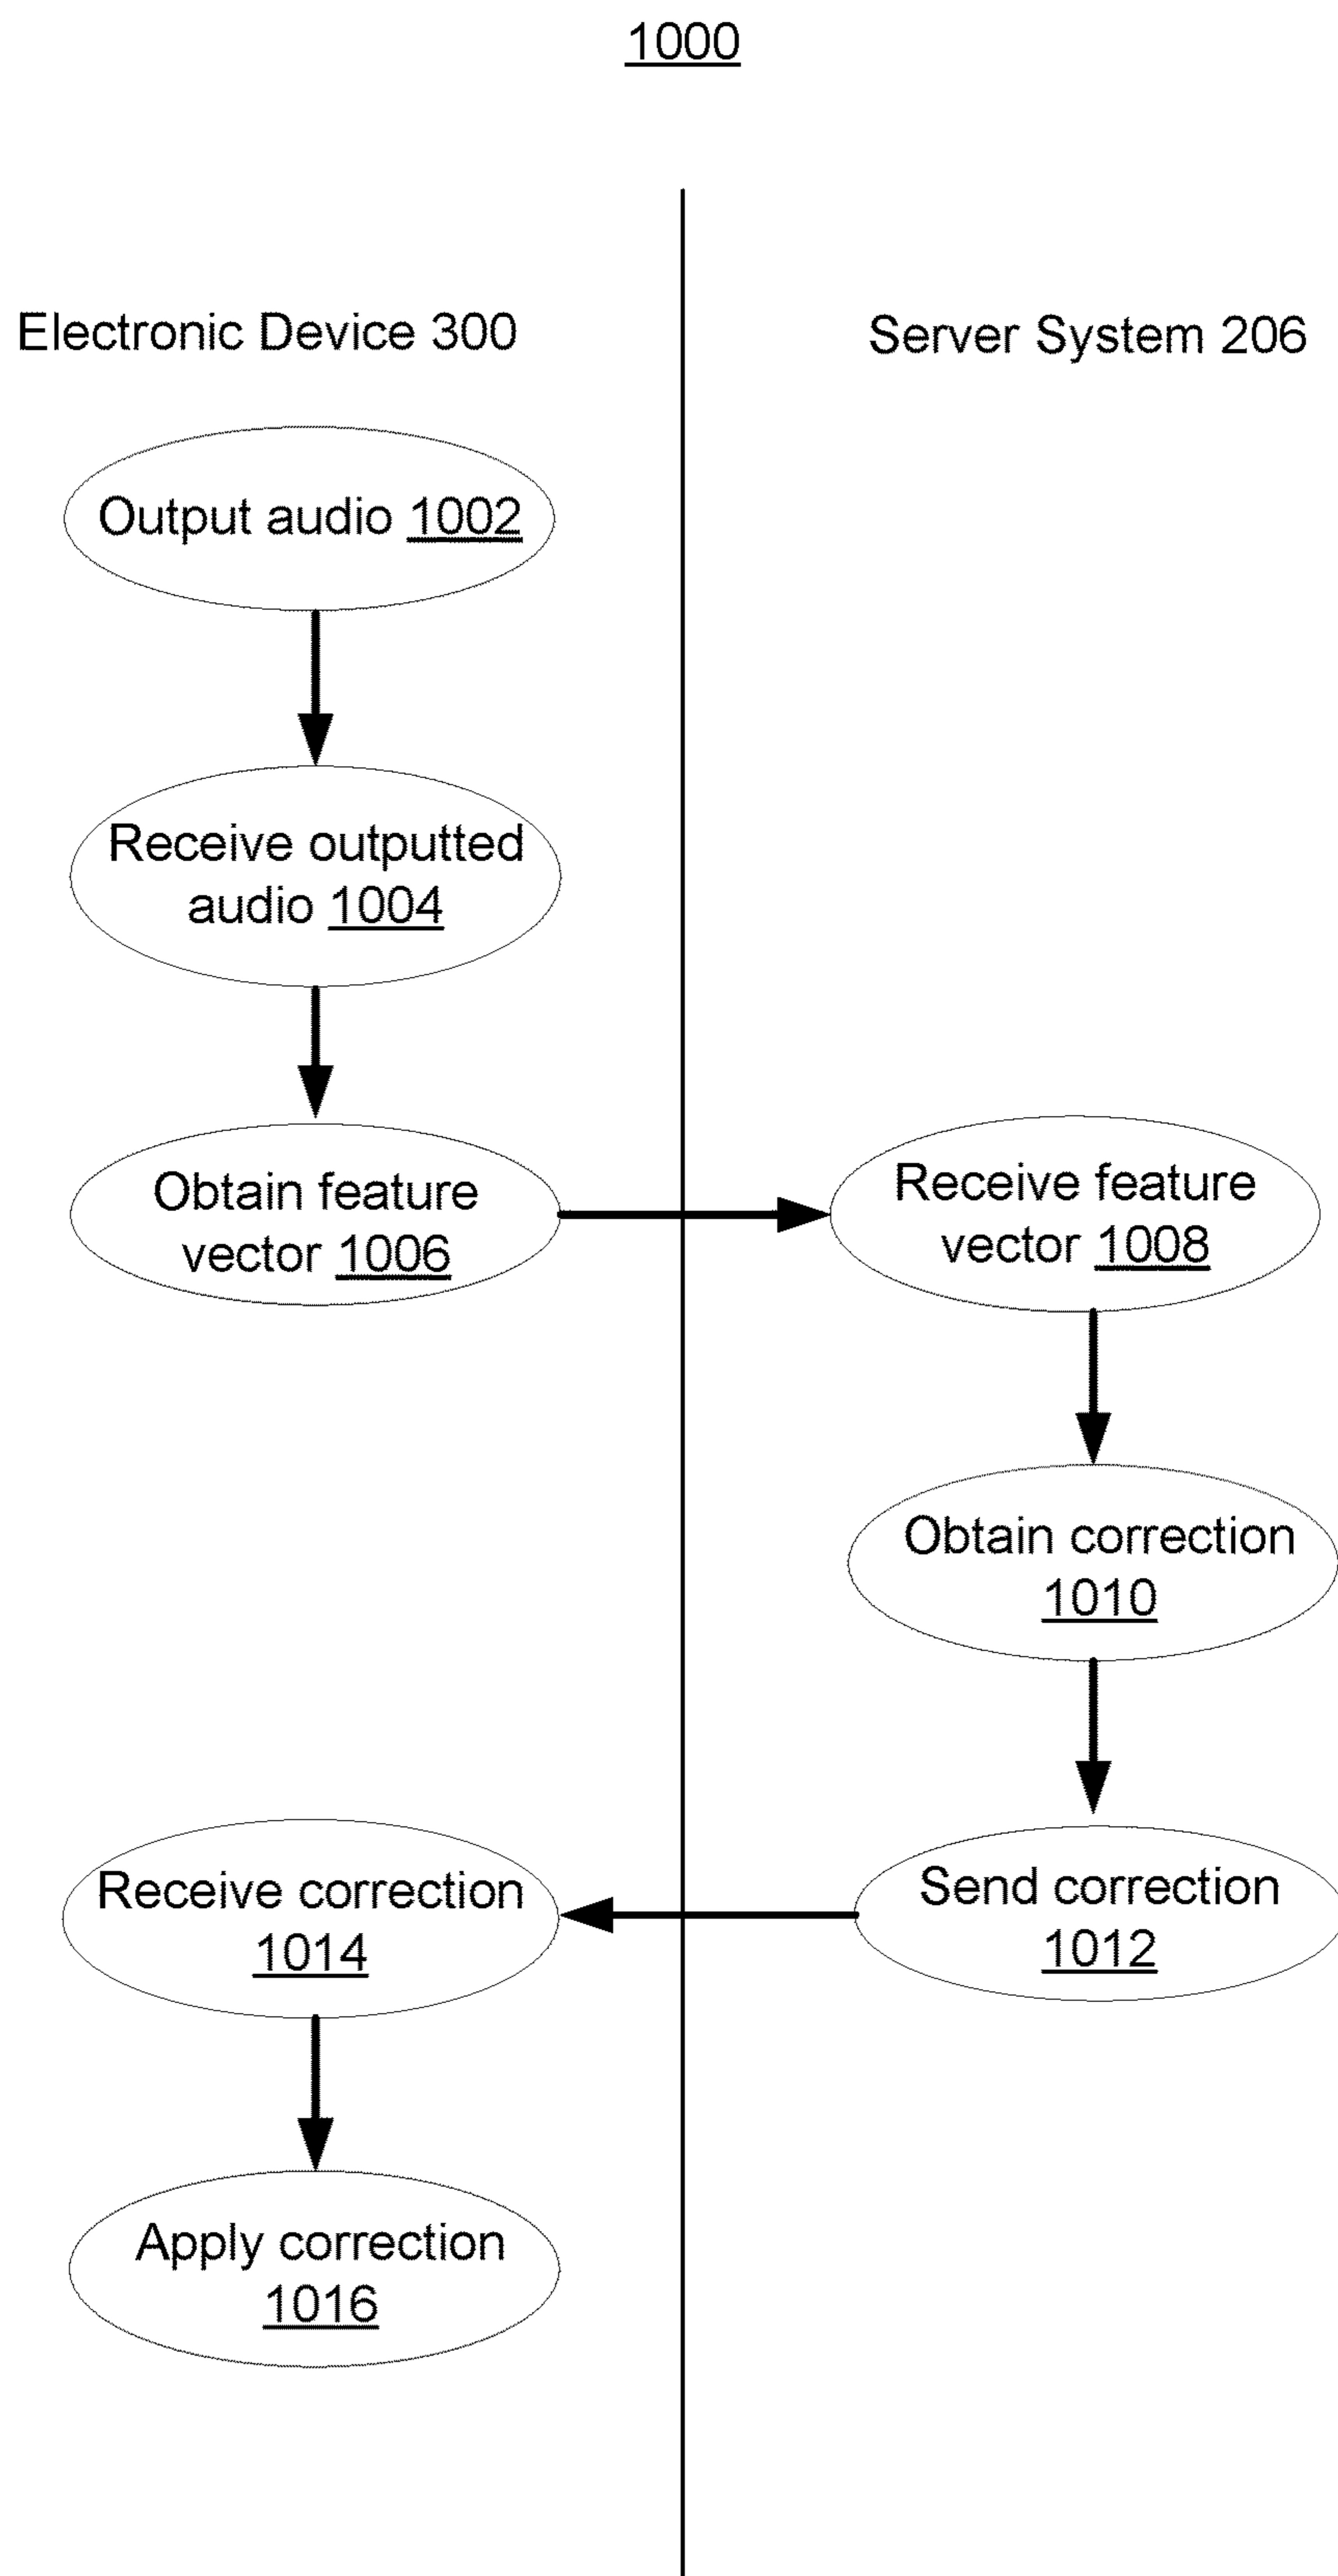 1000
Electronic Device 300
Server System 206
Output audio 1002
Receive outputted
audio 1004
Obtain feature
vector 1006
Receive feature
vector 1008
Obtain correction
1010
Send correction
1012
Receive correction
1014
Apply correction
1016